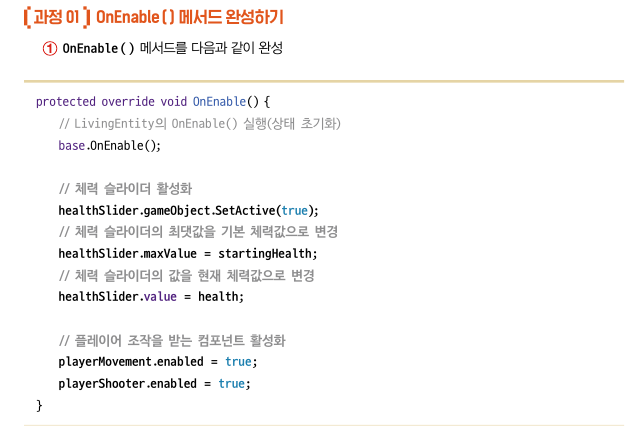 [과정 01] OnEnable() 메서드 완성하기
① OnEnable() 메서드를 다음과 같이 완성
protected override void OnEnable() {
// LivingEntity의 OnEnable() 실행(상태 초기화)
base.OnEnable();
// 체력 슬라이더 활성화
healthSlider.gameObject.SetActive(true);
// 체력 슬라이더의 최댓값을 기본 체력값으로 변경
healthSlider.maxValue = startingHealth;
// 체력 슬라이더의 값을 현재 체력값으로 변경
healthSlider.value = health;
// 플레이어 조작을 받는 컴포넌트 활성화
playerMovement.enabled = true;
playerShooter.enabled = true;
}